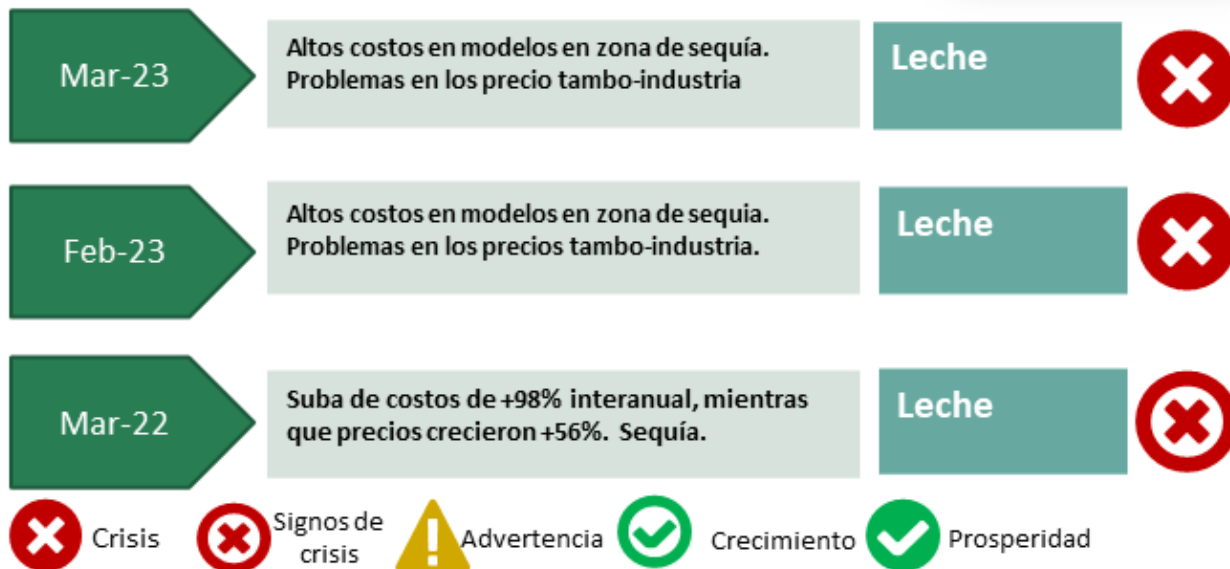 Mar-23
Altos costos en modelos en zona de sequía.
Problemas en los precio tambo-industria
Leche
Feb-23
Altos costos en modelos en zona de sequia.
Problemas en los precios tambo-industria.
Leche
Mar-22
Suba de costos de +98% interanual, mientras
que precios crecieron +56%. Sequía.
Leche
Crisis
Signos de
crisis
Advertencia
Crecimiento
Prosperidad